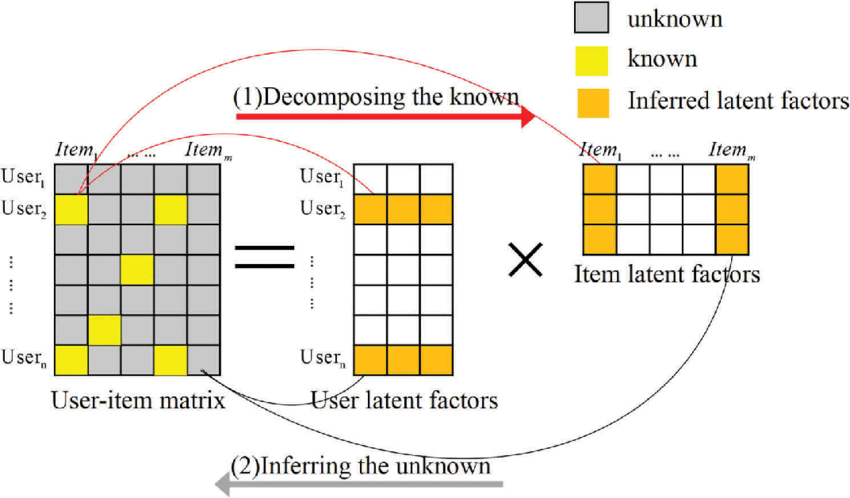 unknown
known
Inferred latent factors
(1)Decomposing the known
Item1 ... ... Itemm
User1
User2
... ...
Usern
User-item matrix
User1
User2
... ...
Usern
User latent factors
Item1 ... ... Itemm
Item latent factors
(2)Inferring the unknown